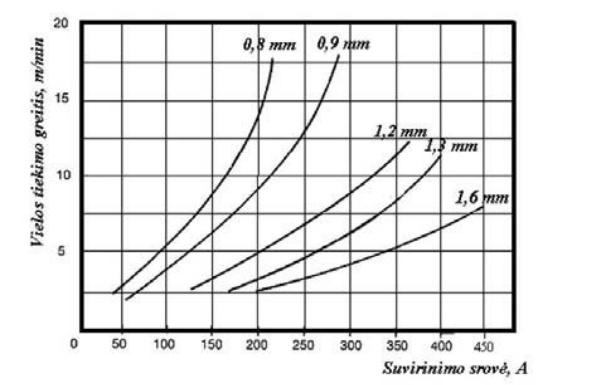 20
0,8 mm 0,9 mm
15
1,2 mm
1,3 mm
10
1,6 mm
5
0 50 100 150 200 250 300 350 400 450
Vielos tiekimo greitis, m/min
Suvirinimo srovė, A